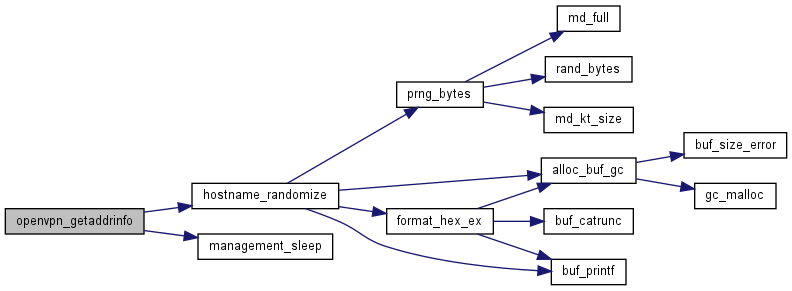 md_full
rand_bytes
prng_bytes
md_kt_size
buf_size_error
alloc_buf_gc
hostname_randomize
gc_malloc
openvpn_getaddrinfo
format_hex_ex
buf_catrunc
management_sleep
buf_printf